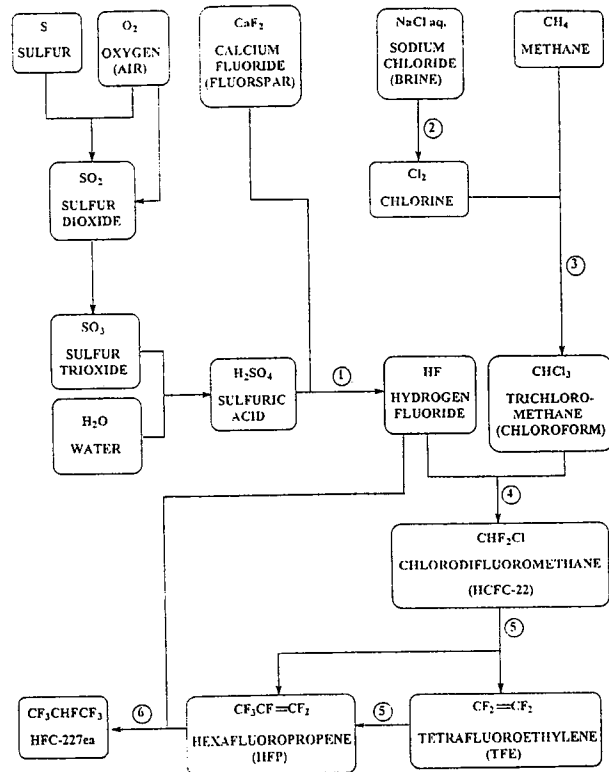 S
SULFUR
O₂
OXYGEN
(AIR)
CaF₂
CALCIUM
FLUORIDE
(FLUORSPAR)
NaCl aq.
SODIUM
CHLORIDE
(BRINE)
CH₄
METHANE
2
SO₂
SULFUR
DIOXIDE
Cl₂
CHLORINE
3
SO₃
SULFUR
TRIOXIDE
H₂O
WATER
H₂SO₄
SULFURIC
ACID
1
HF
HYDROGEN
FLUORIDE
CHCl₃
TRICHLORO-
METHANE
(CHLOROFORM)
4
CHF₂Cl
CHLORODIFLUOROMETHANE
(HCFC-22)
5
CF₃CHFCF₃
HFC-227ea
6
CF₃CF=CF₂
HEXAFLUOROPROPENE
(HFP)
5
CF₂=CF₂
TETRAFLUOROETHYLENE
(TFE)